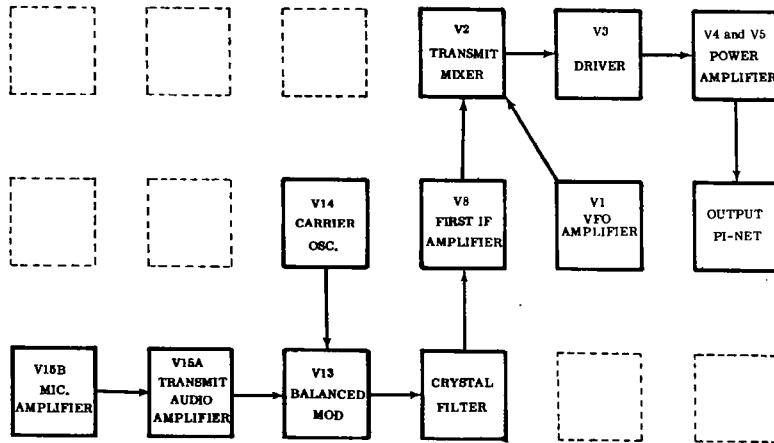 V2
TRANSMIT
MIXER
V3
DRIVER
V4 and V5
POWER
AMPLIFIER
V14
CARRIER
OSC.
V8
FIRST IF
AMPLIFIER
V1
VFO
AMPLIFIER
OUTPUT
PI-NET
V15B
MIC.
AMPLIFIER
V15A
TRANSMIT
AUDIO
AMPLIFIER
V13
BALANCED
MOD
CRYSTAL
FILTER